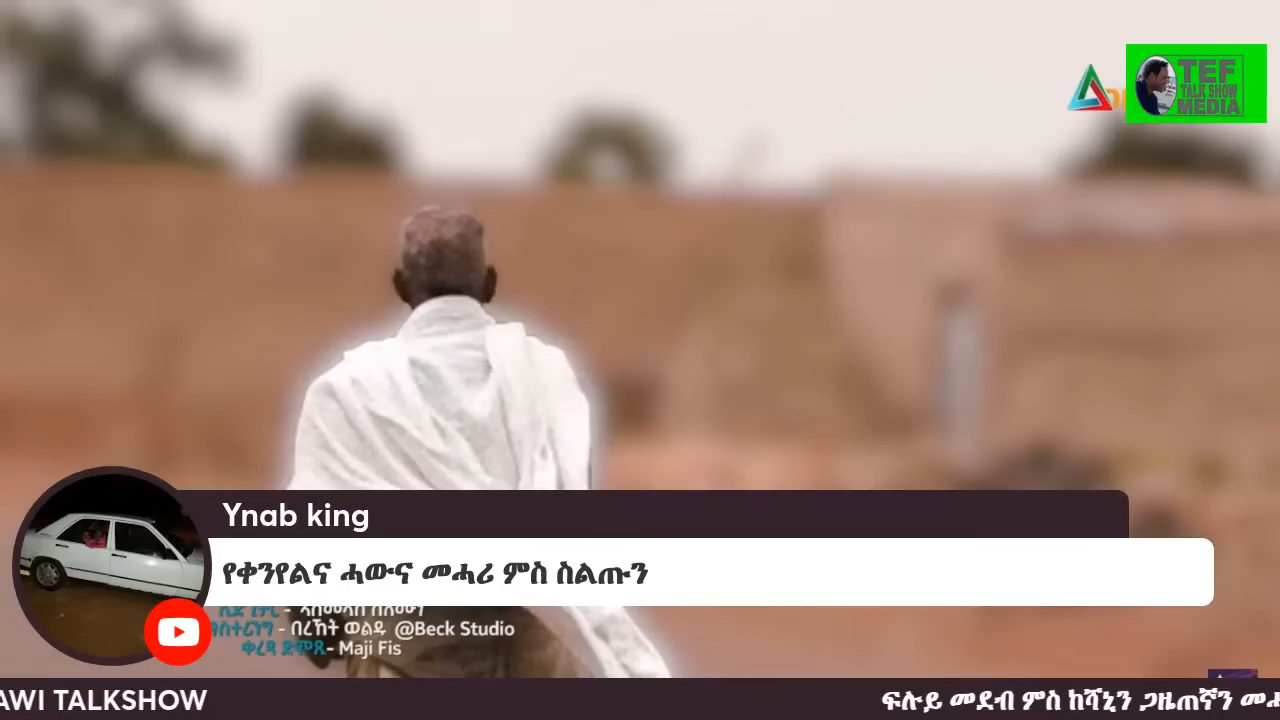 TEF
TALK SHOW
MEDIA
Ynab king
የቀንየልና ሓውና መሓሪ ምስ ስልጡን
- በረኸት ወልዱ @Beck Studio
ቀረጻ ድምጺ- Maji Fis
AWI TALKSHOW
ፍሉይ መደብ ምስ ከሻኒን ጋዜጠኛን